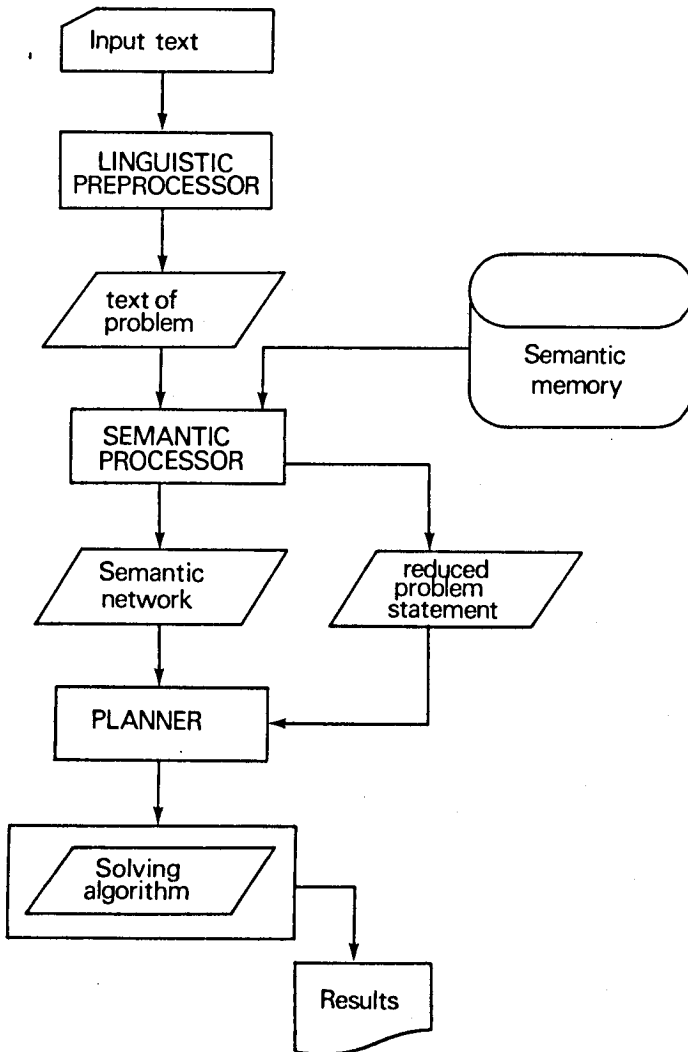 Input text
LINGUISTIC
PREPROCESSOR
text of
problem
Semantic
memory
SEMANTIC
PROCESSOR
Semantic
network
reduced
problem
statement
PLANNER
Solving
algorithm
Results